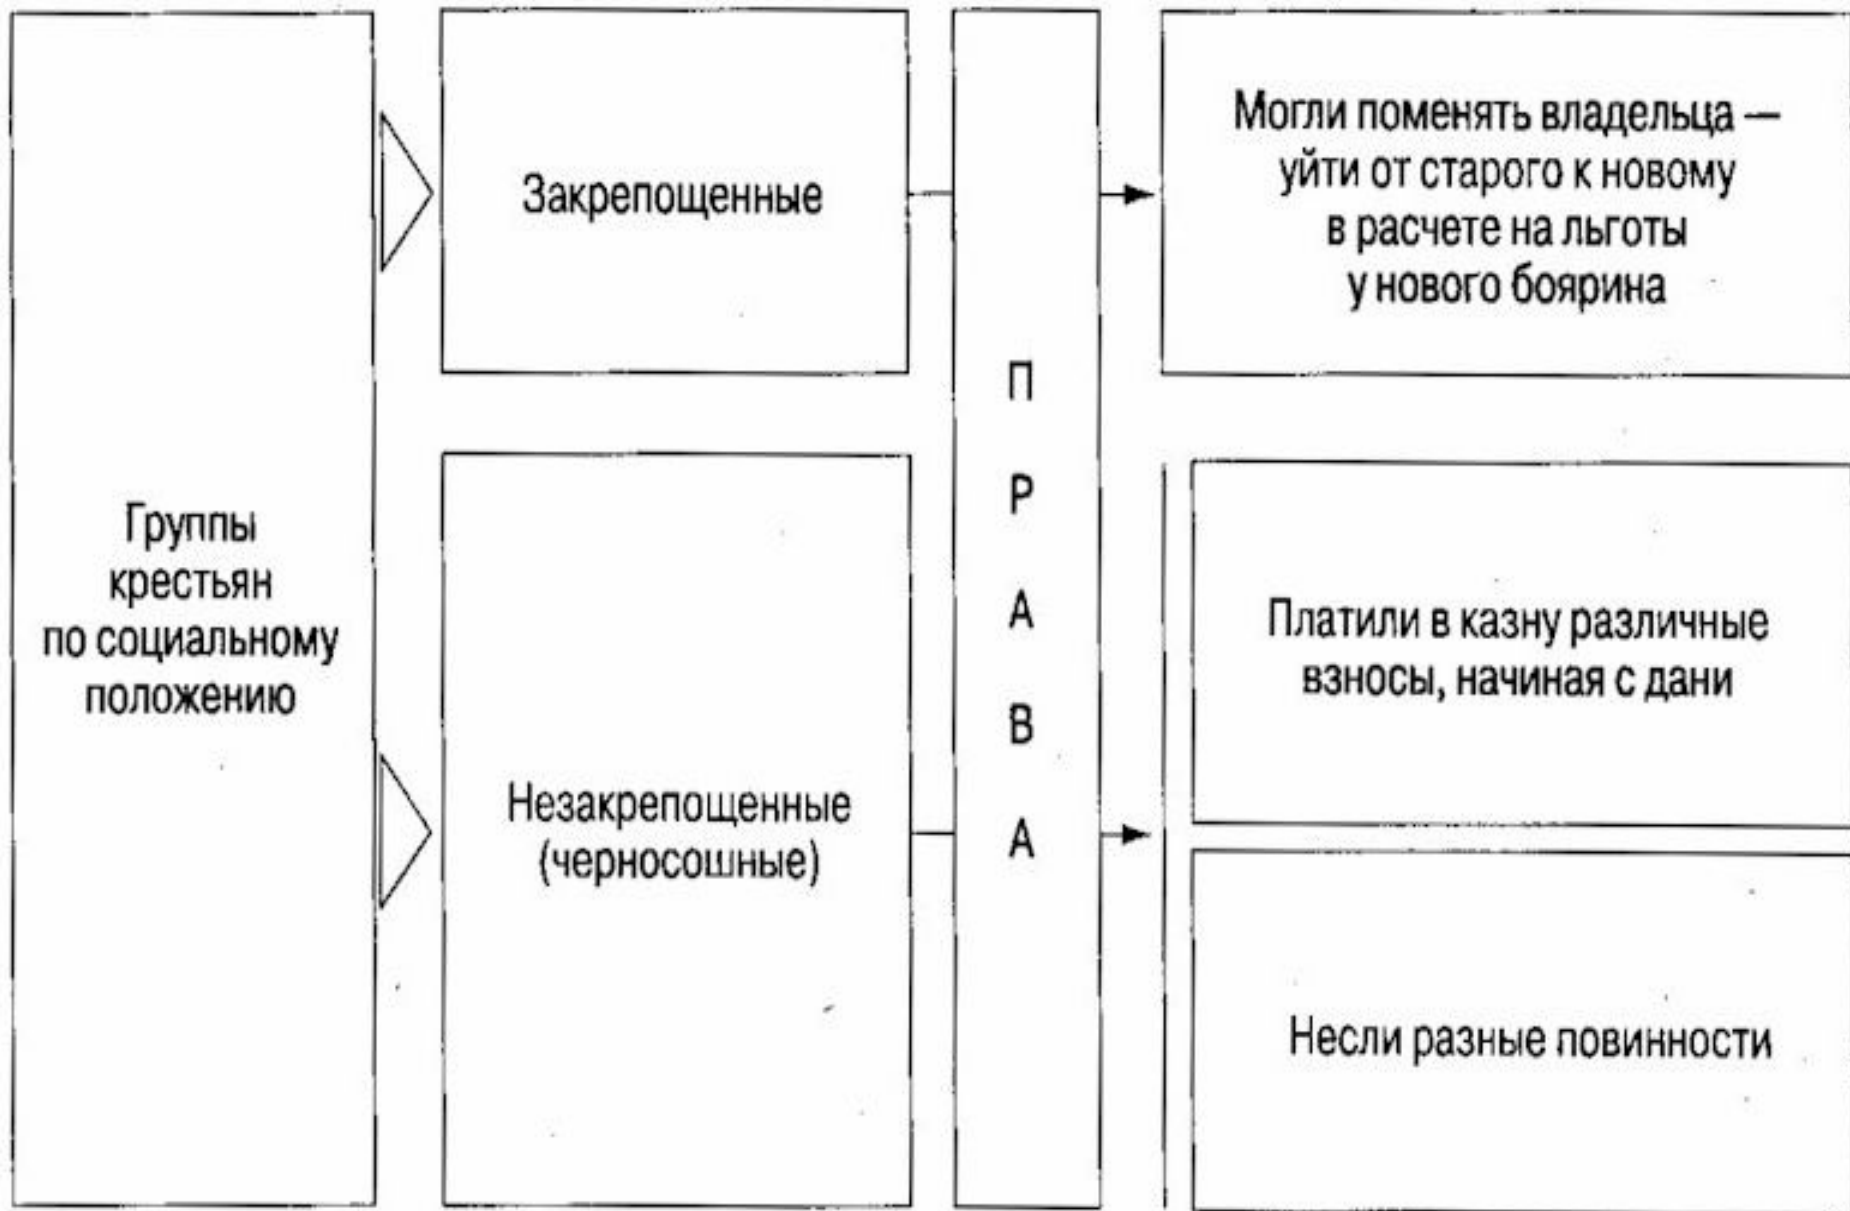 Группы
крестьян
по социальному
положению
Закрепощенные
Незакрепощенные
(черносошные)
П
Р
А
В
А
Могли поменять владельца —
уйти от старого к новому
в расчете на льготы
у нового боярина
Платили в казну различные
взносы, начиная с дани
Несли разные повинности